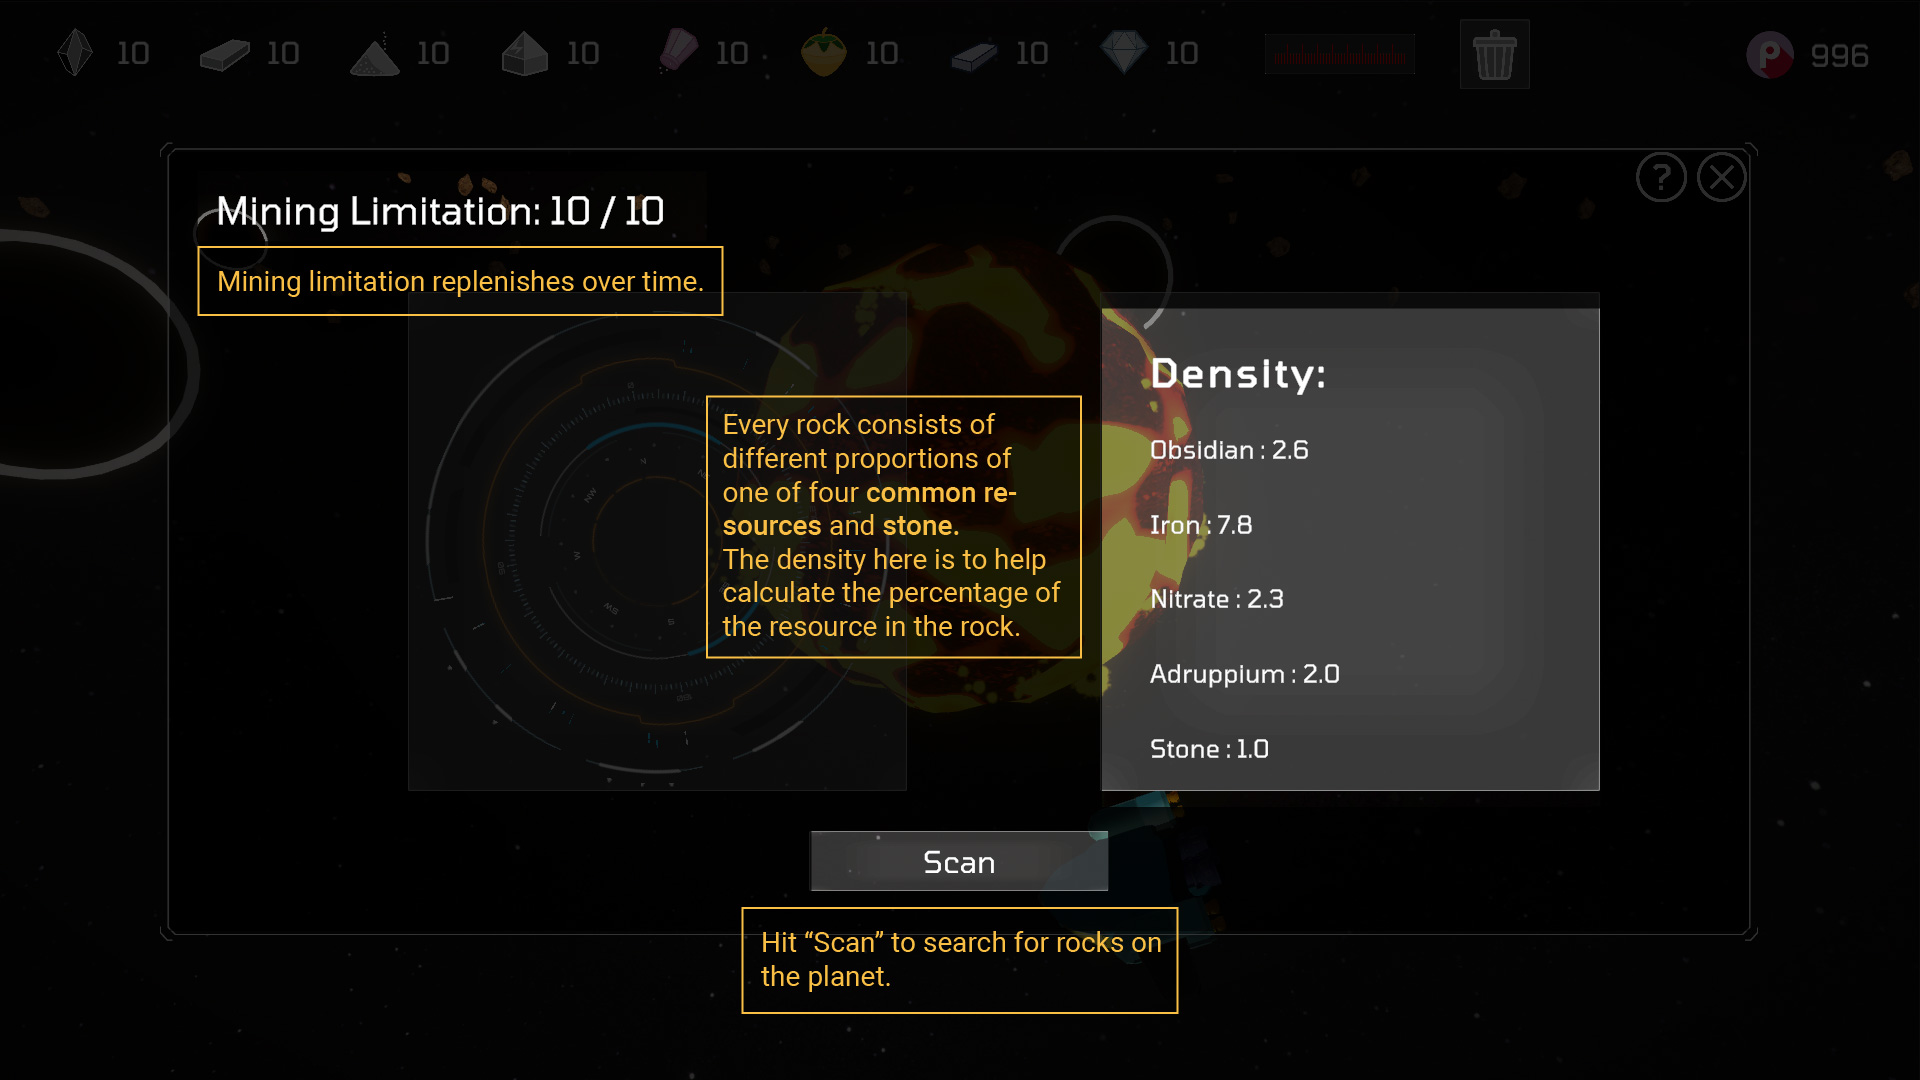 10 10 10 10 10 10 10 10 996
Mining Limitation: 10 / 10
Mining limitation replenishes over time.
Every rock consists of
different proportions of
one of four common re-
sources and stone.
The density here is to help
calculate the percentage of
the resource in the rock.
Density:
Obsidian : 2.6
Iron : 7.8
Nitrate : 2.3
Adruppium : 2.0
Stone : 1.0
Scan
Hit “Scan” to search for rocks on
the planet.